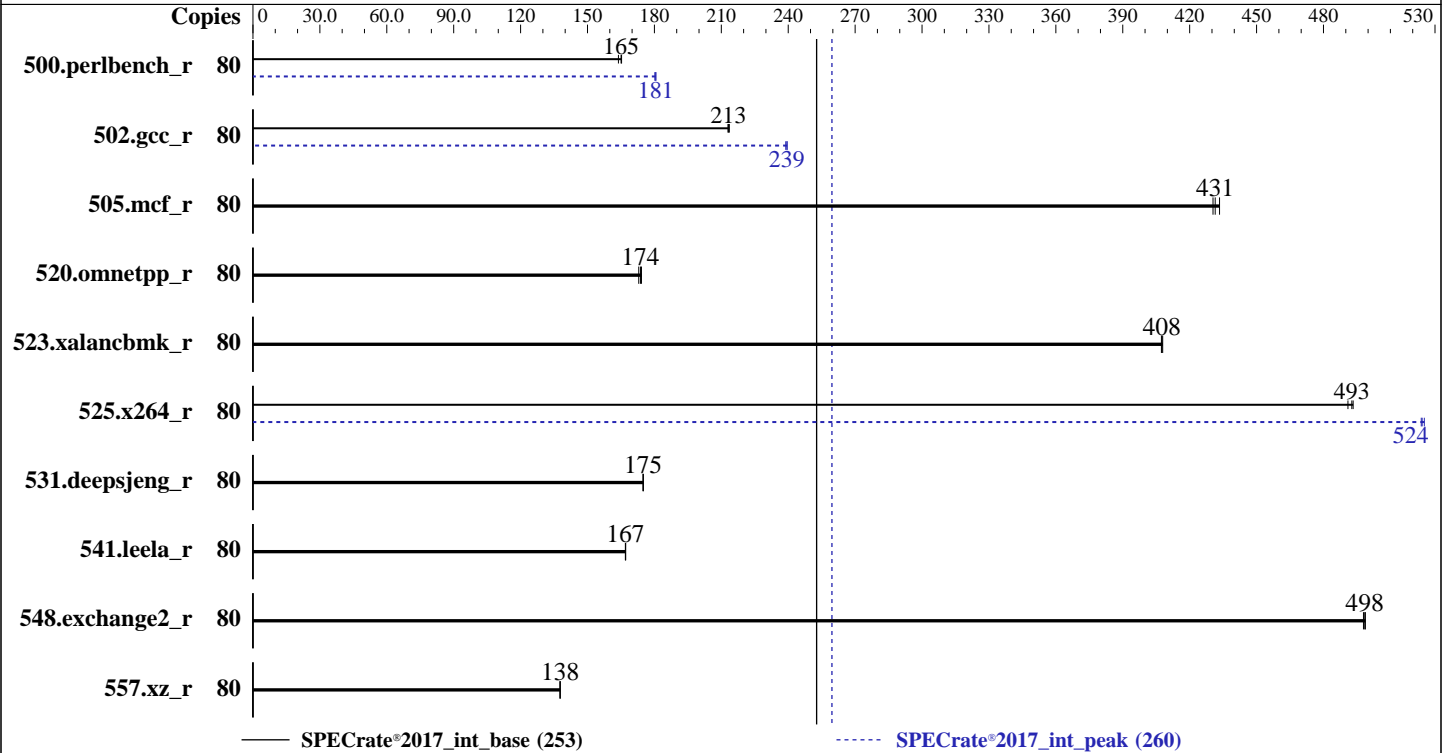 Copies 0 30.0 60.0 90.0 120 150 180 210 240 270 300 330 360 390 420 450 480 530
500.perlbench_r 80 165
181
502.gcc_r 80 213
239
505.mcf_r 80 431
520.omnetpp_r 80 174
523.xalancbmk_r 80 408
525.x264_r 80 493
524
531.deepsjeng_r 80 175
541.leela_r 80 167
548.exchange2_r 80 498
557.xz_r 80 138
SPECrate®2017_int_base (253) SPECrate®2017_int_peak (260)